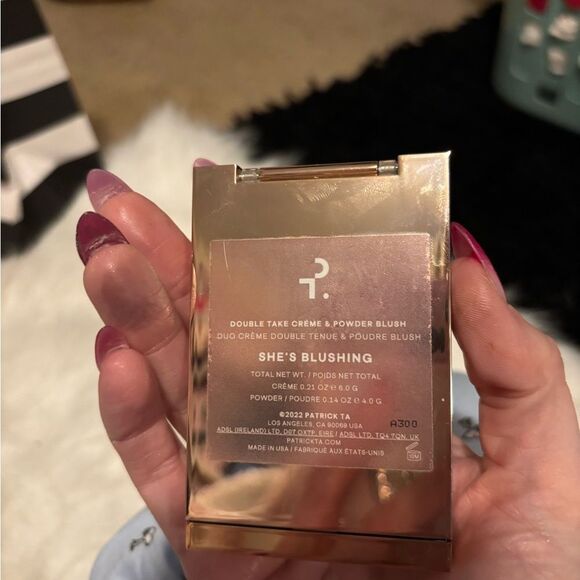 DOUBLE TAKE CRÈME & POWDER BLUSH
DUO CRÈME DOUBLE TENUE & POUDRE BLUSH
SHE'S BLUSHING
TOTAL NET WT. / POIDS NET TOTAL
CRÈME 0.21 OZ ℮ 6.0 G
POWDER / POUDRE 0.14 OZ ℮ 4.0 G
©2022 PATRICK TA
LOS ANGELES, CA 90069 USA
A300
ADSL (IRELAND) LTD, D07 QX7P, EIRE / ADSL LTD, TQ4 7QN, UK
PATRICKTA.COM
MADE IN USA / FABRIQUÉ AUX ÉTATS-UNIS